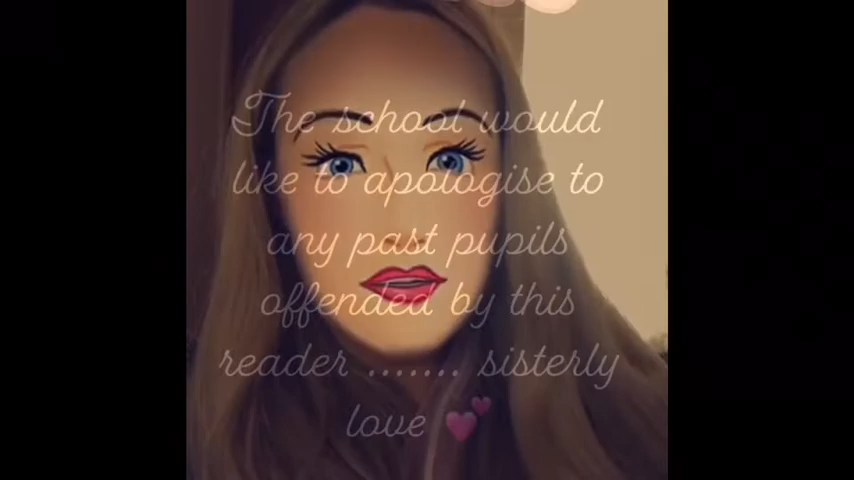 The school would
like to apologise to
any past pupils
offended by this
reader ....... sisterly
love 💕